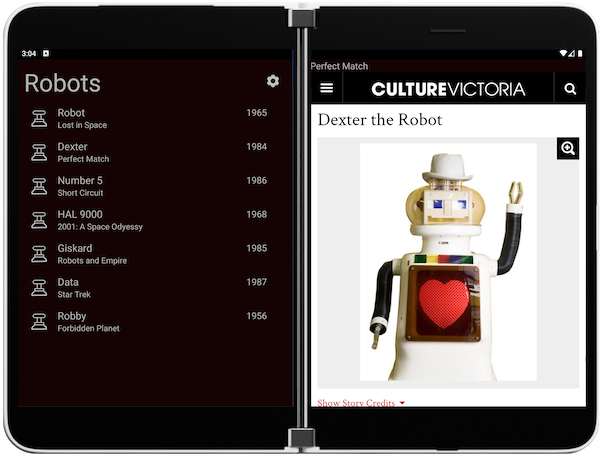 3:04
Robots
Robot 1965
Lost in Space
Dexter 1984
Perfect Match
Number 5 1986
Short Circuit
HAL 9000 1968
2001: A Space Odyssey
Giskard 1985
Robots and Empire
Data 1987
Star Trek
Robby 1956
Forbidden Planet
Perfect Match
CULTUREVICTORIA
Dexter the Robot
Show Story Credits